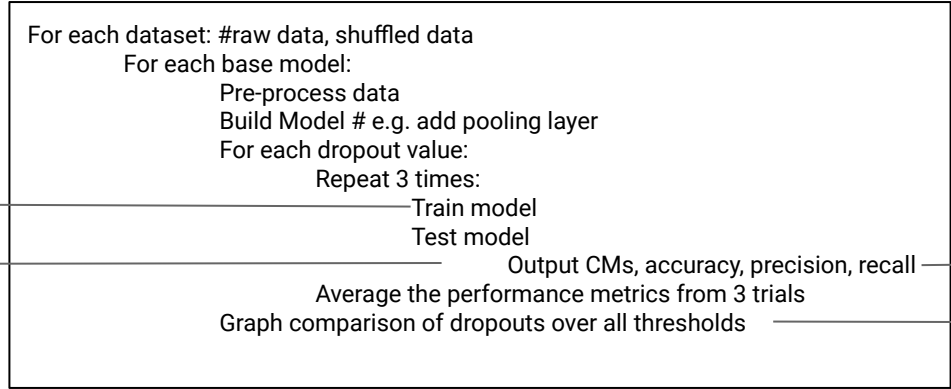 For each dataset: #raw data, shuffled data
For each base model:
Pre-process data
Build Model # e.g. add pooling layer
For each dropout value:
Repeat 3 times:
Train model
Test model
Output CMs, accuracy, precision, recall
Average the performance metrics from 3 trials
Graph comparison of dropouts over all thresholds